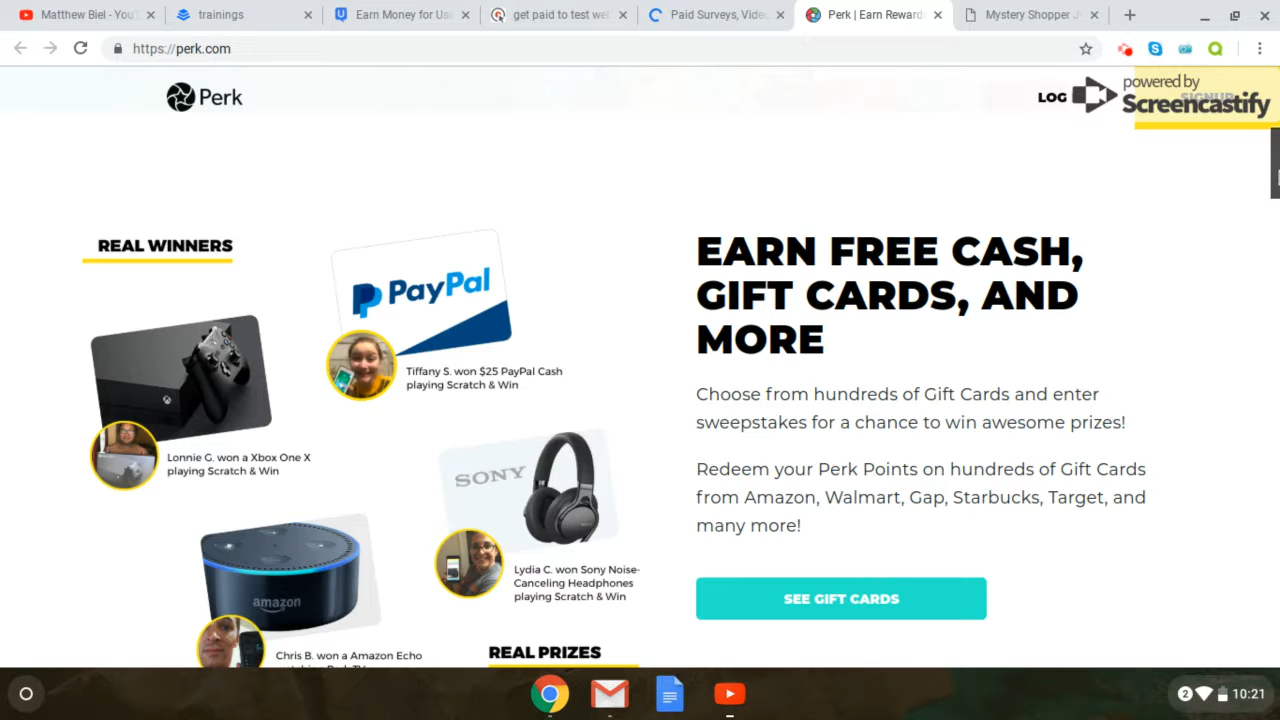 Matthew Biel - You
trainings
Earn Money for Us
get paid to test we
Paid Surveys, Vide
Perk | Earn Reward
Mystery Shopper J
https://perk.com
Perk
LOG
SIGNUP
powered by
Screencastify
REAL WINNERS
EARN FREE CASH,
GIFT CARDS, AND
MORE
PayPal
Tiffany S. won $25 PayPal Cash
playing Scratch & Win
Choose from hundreds of Gift Cards and enter
sweepstakes for a chance to win awesome prizes!
Lonnie G. won a Xbox One X
playing Scratch & Win
Redeem your Perk Points on hundreds of Gift Cards
from Amazon, Walmart, Gap, Starbucks, Target, and
many more!
SONY
Lydia C. won Sony Noise-
Canceling Headphones
playing Scratch & Win
SEE GIFT CARDS
amazon
Chris B. won a Amazon Echo
REAL PRIZES
2
10:21